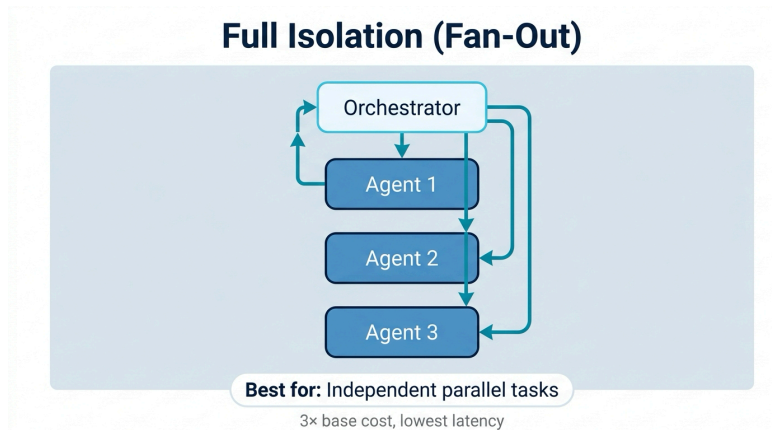 Full Isolation (Fan-Out)
Orchestrator
Agent 1
Agent 2
Agent 3
Best for: Independent parallel tasks
3× base cost, lowest latency